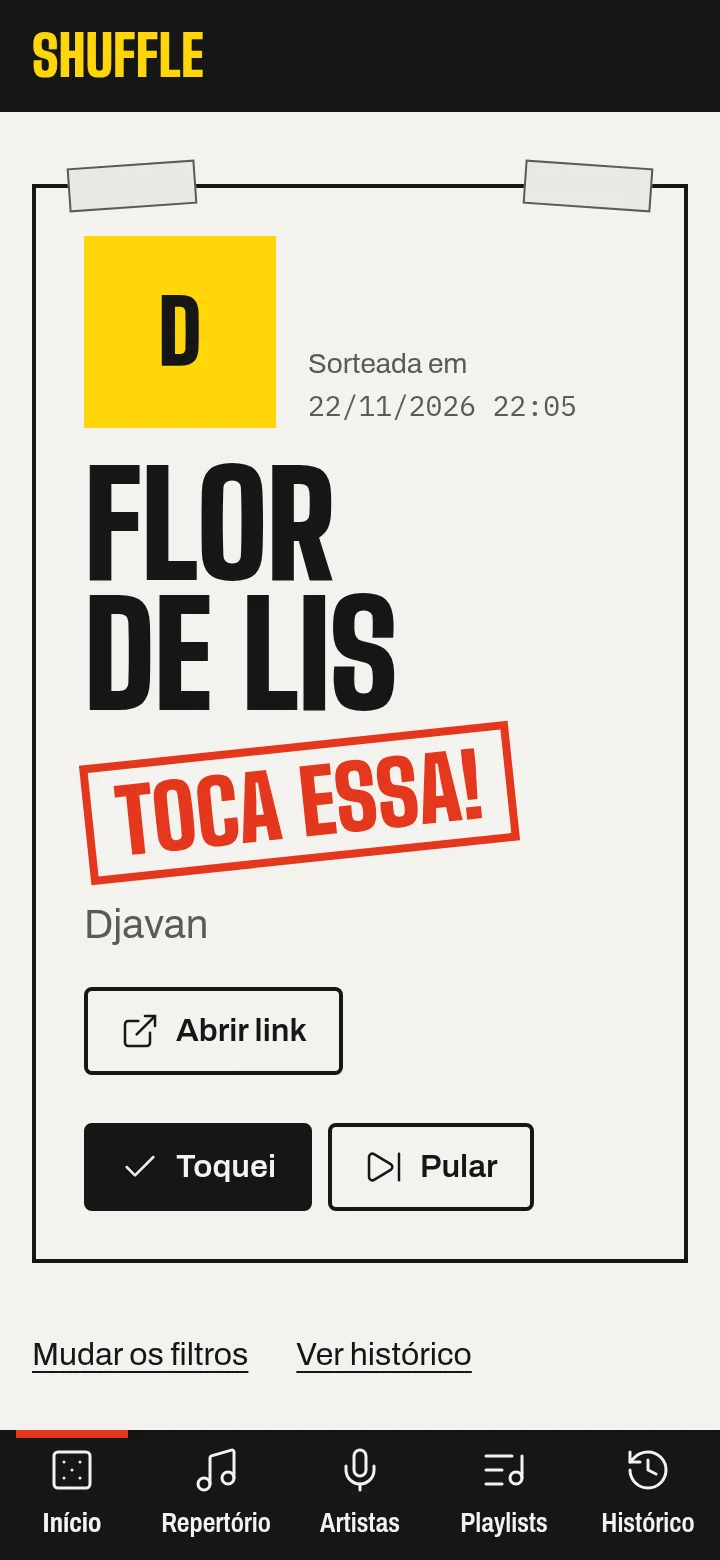 SHUFFLE
D
Sorteada em
22/11/2026 22:05
FLOR
DE LIS
TOCA ESSA!
Djavan
Abrir link
Toquei
Pular
Mudar os filtros
Ver histórico
Início
Repertório
Artistas
Playlists
Histórico